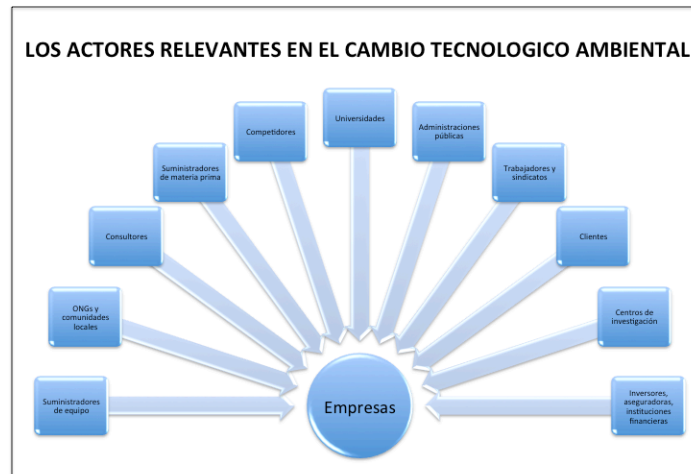 LOS ACTORES RELEVANTES EN EL CAMBIO TECNOLOGICO AMBIENTAL
Universidades
Competidores
Administraciones
públicas
Suministradores
de materia prima
Trabajadores y
sindicatos
Consultores
Clientes
ONGs y
comunidades
locales
Centros de
investigación
Suministradores
de equipo
Empresas
Inversores,
aseguradoras,
instituciones
financieras